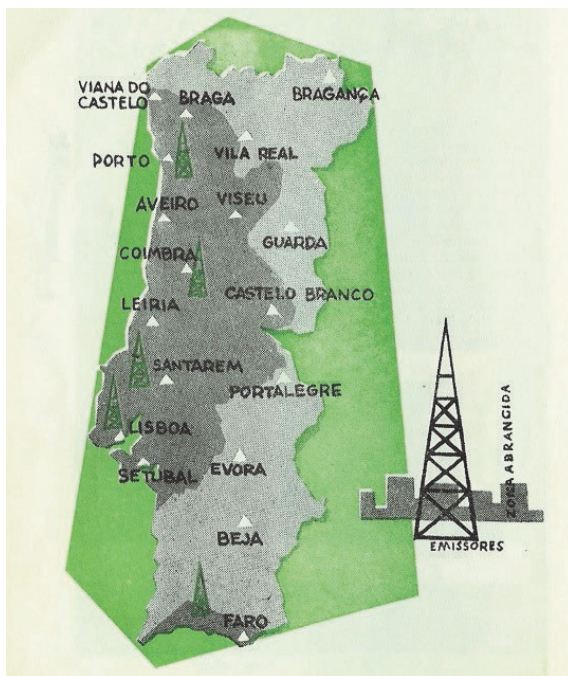 VIANA DO
CASTELO
BRAGA
BRAGANÇA
PORTO
VILA REAL
AVEIRO
VISEU
GUARDA
COIMBRA
CASTELO BRANCO
LEIRIA
SANTAREM
PORTALEGRE
LISBOA
SETUBAL
EVORA
BEJA
FARO
ZONA ABRANGIDA
EMISSORES